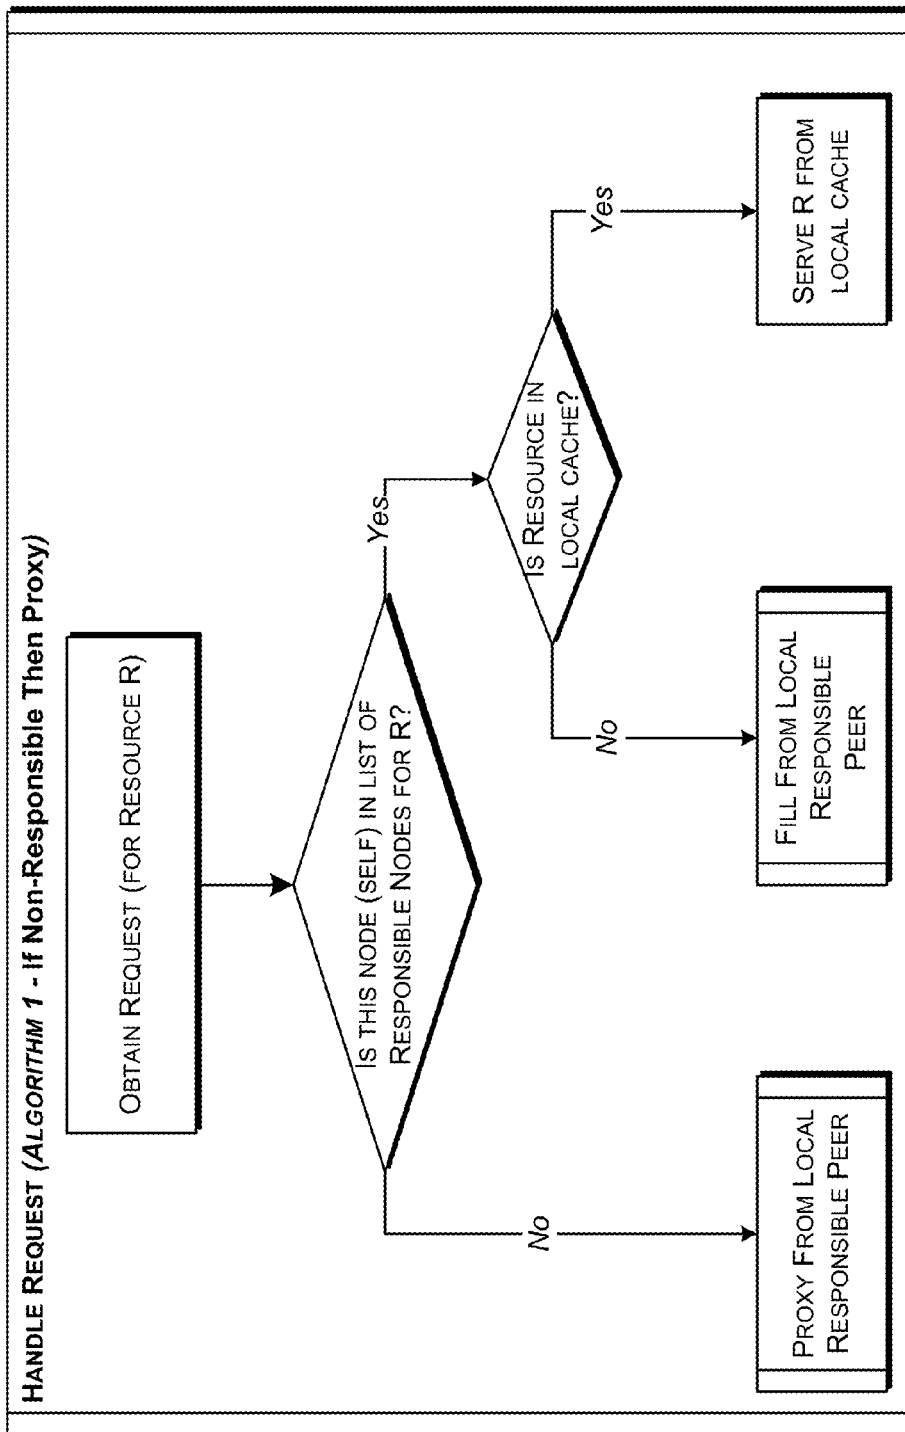 HANDLE REQUEST (ALGORITHM 1 - If Non-Responsible Then Proxy)
OBTAIN REQUEST (FOR RESOURCE R)
IS THIS NODE (SELF) IN LIST OF
RESPONSIBLE NODES FOR R?
No
Yes
IS RESOURCE IN
LOCAL CACHE?
No
Yes
PROXY FROM LOCAL
RESPONSIBLE PEER
FILL FROM LOCAL
RESPONSIBLE
PEER
SERVE R FROM
LOCAL CACHE